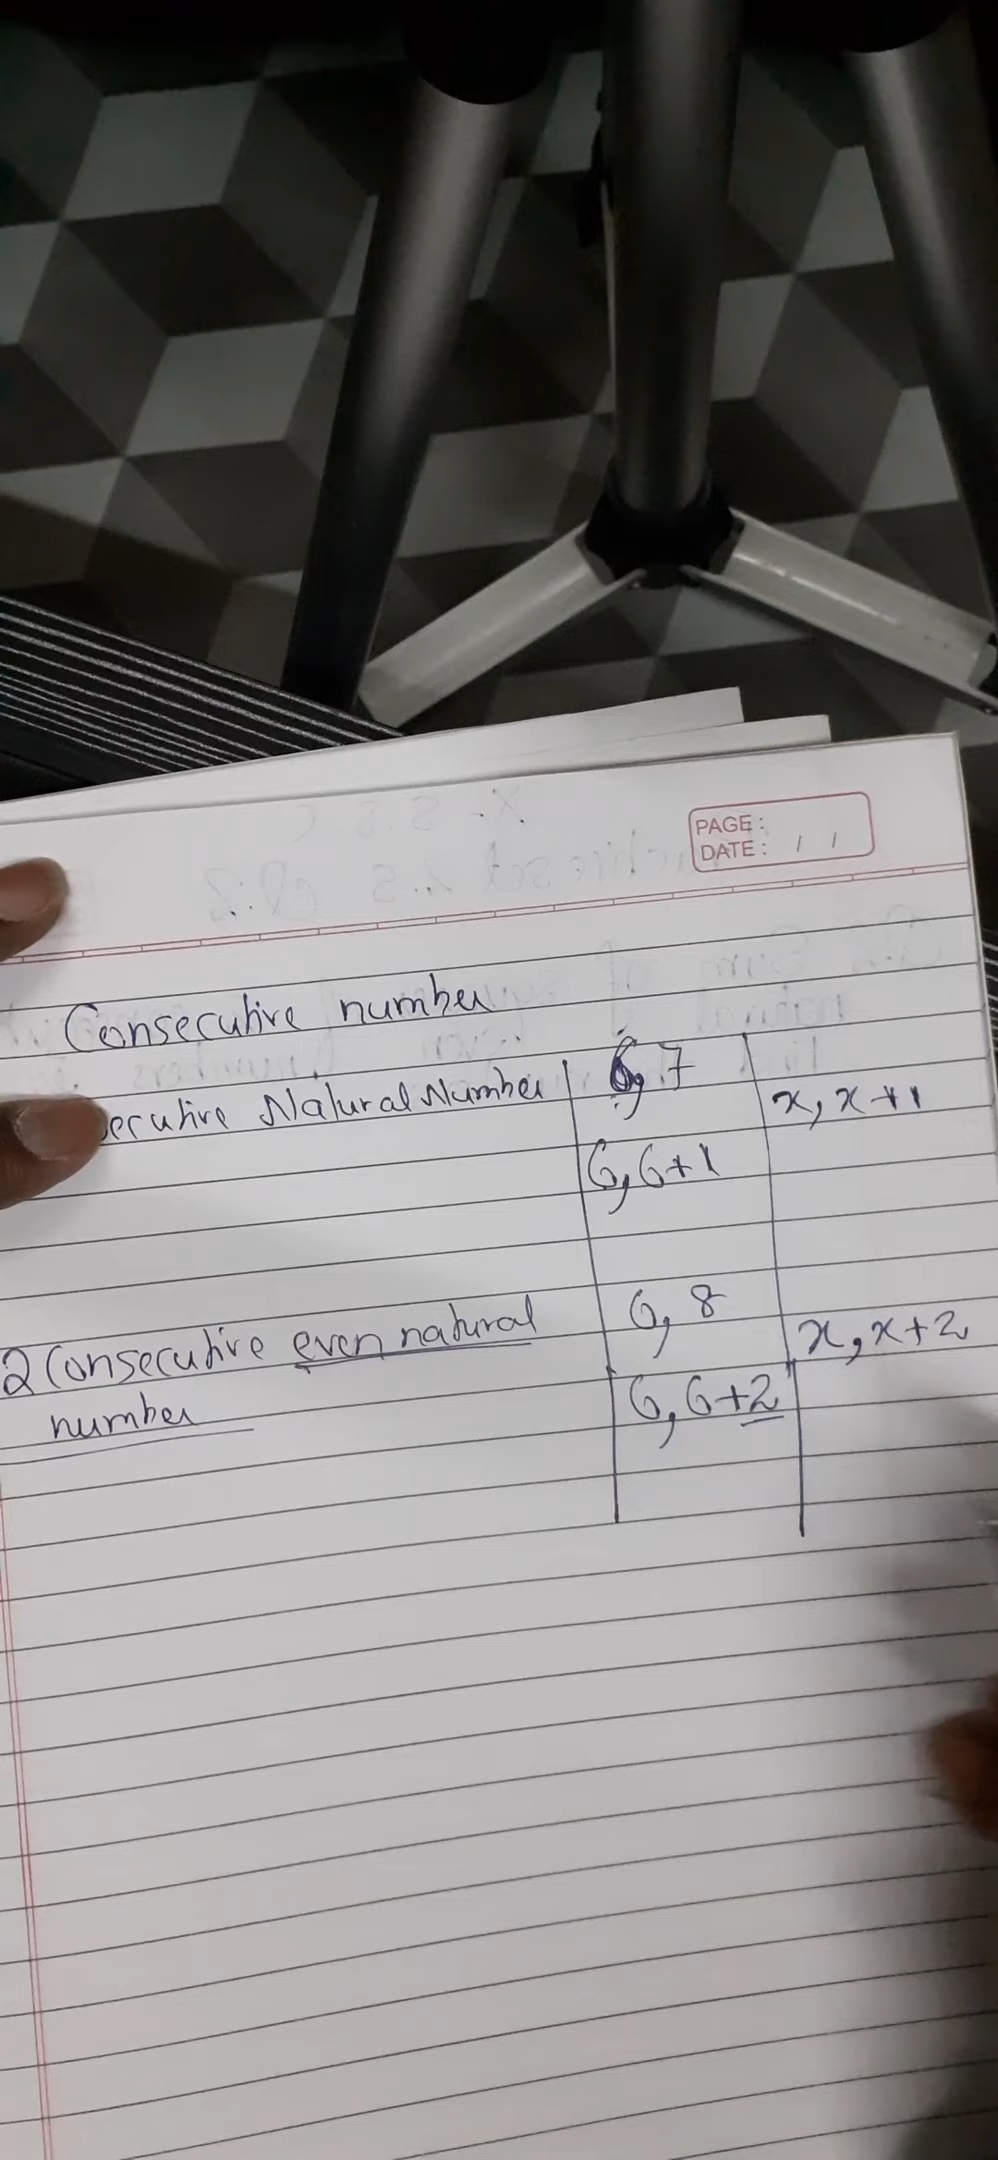 PAGE:
DATE: / /
Consecutive number
ecutive Natural Number 6, 7 x, x+1
6, 6+1
2 Consecutive even natural 6, 8 x, x+2
number 6, 6+2